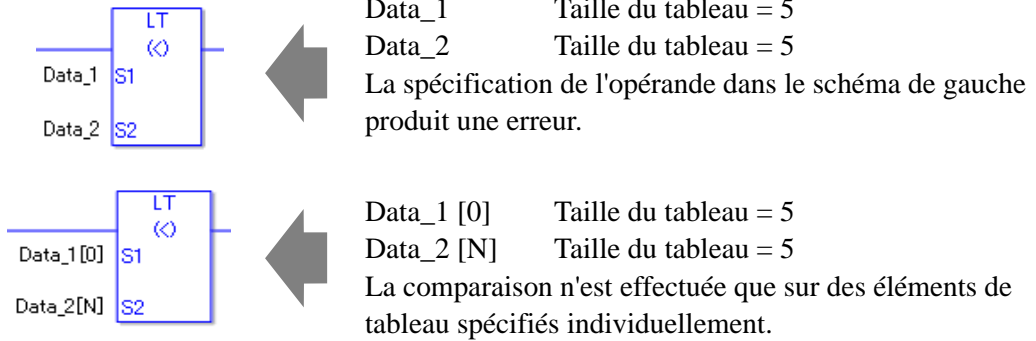 LT
(<)
Data_1 S1
Data_2 S2
Data_1 Taille du tableau = 5
Data_2 Taille du tableau = 5
La spécification de l'opérande dans le schéma de gauche
produit une erreur.
LT
(<)
Data_1[0] S1
Data_2[N] S2
Data_1 [0] Taille du tableau = 5
Data_2 [N] Taille du tableau = 5
La comparaison n'est effectuée que sur des éléments de
tableau spécifiés individuellement.